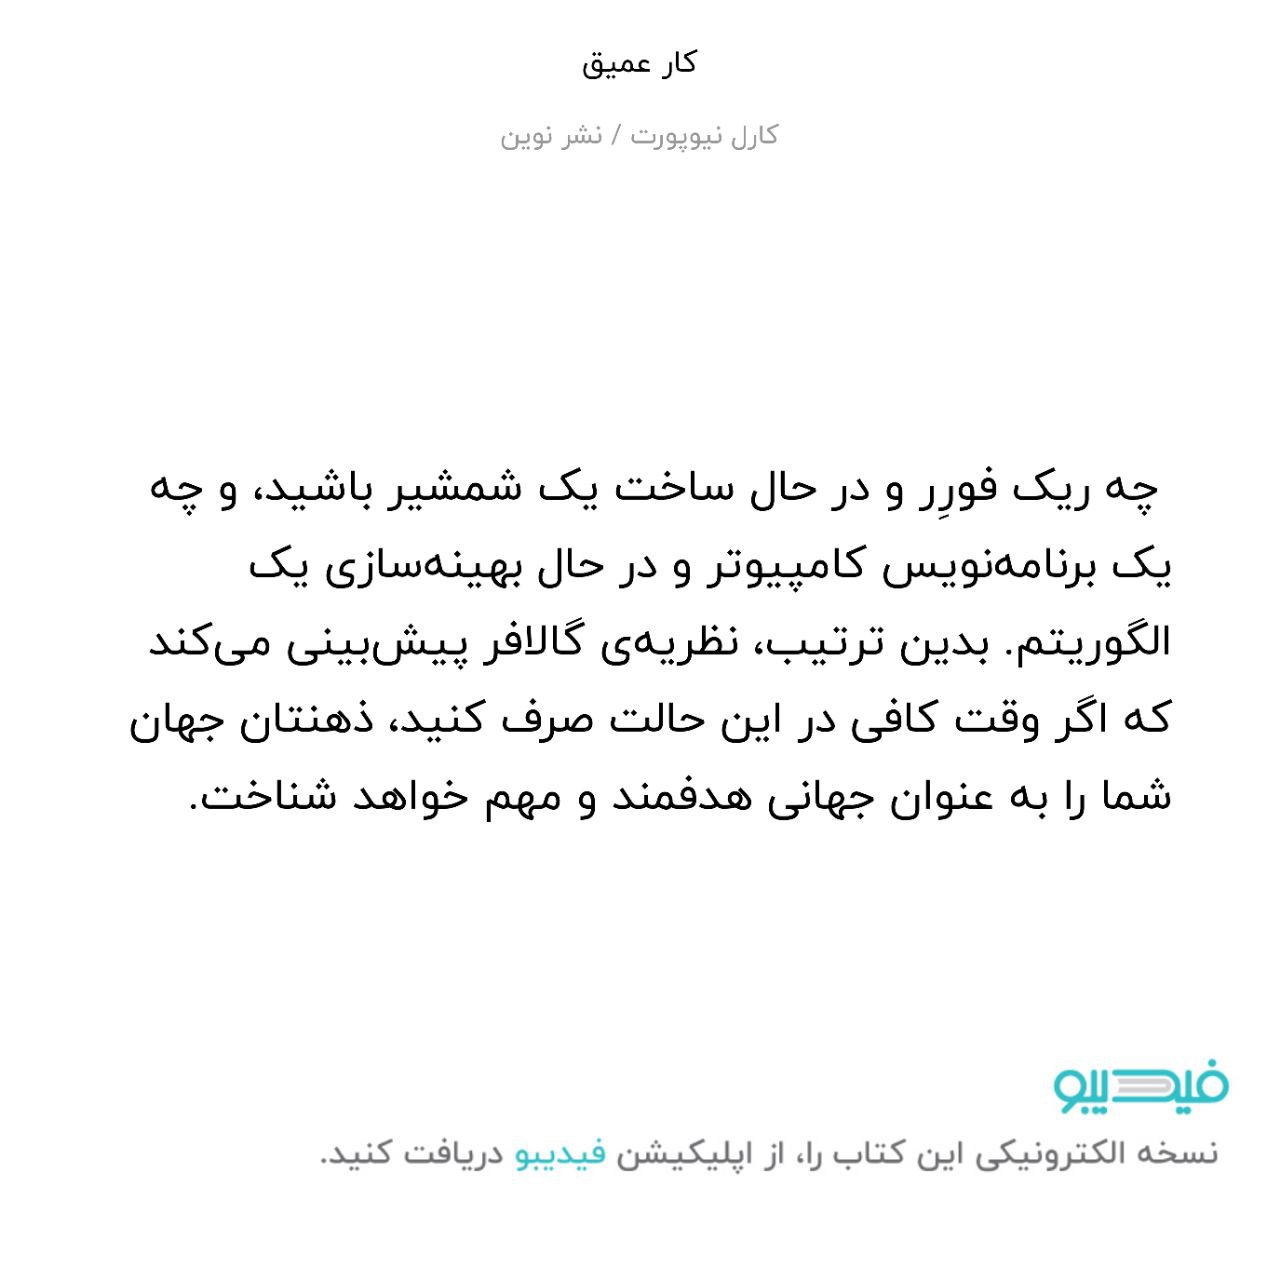 کار عمیق
کارل نیوپورت / نشر نوین
چه ریک فورِر و در حال ساخت یک شمشیر باشید، و چه
یک برنامه‌نویس کامپیوتر و در حال بهینه‌سازی یک
الگوریتم. بدین ترتیب، نظریه‌ی گالافر پیش‌بینی می‌کند
که اگر وقت کافی در این حالت صرف کنید، ذهنتان جهان
شما را به عنوان جهانی هدفمند و مهم خواهد شناخت.
فیدیبو
نسخه الکترونیکی این کتاب را، از اپلیکیشن فیدیبو دریافت کنید.